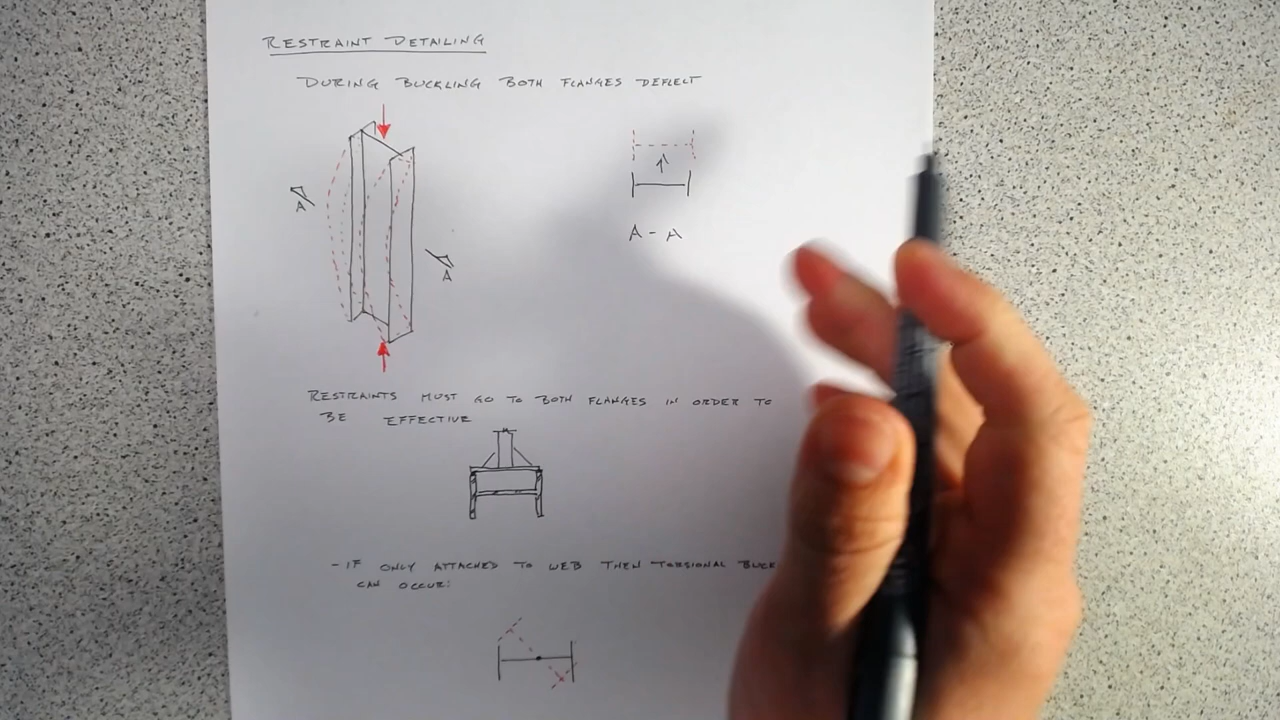 RESTRAINT DETAILING
DURING BUCKLING BOTH FLANGES DEFLECT
A
A
A - A
RESTRAINTS MUST GO TO BOTH FLANGES IN ORDER TO
BE EFFECTIVE
- IF ONLY ATTACHED TO WEB THEN TORSIONAL
CAN OCCUR: